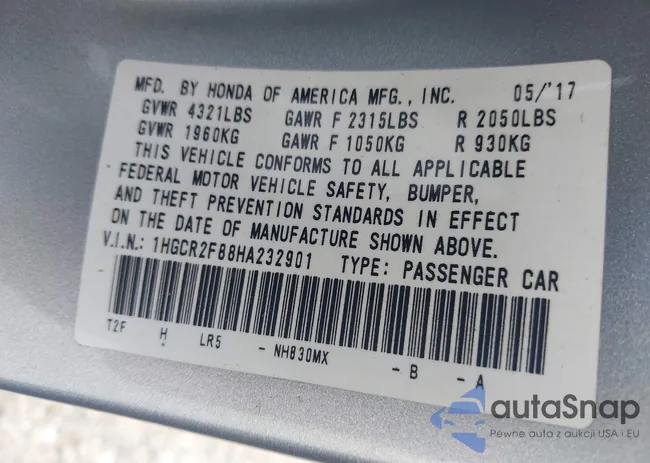 MFD. BY HONDA OF AMERICA MFG., INC. 05/'17
GVWR 4321LBS GAWR F 2315LBS R 2050LBS
GVWR 1960KG GAWR F 1050KG R 930KG
THIS VEHICLE CONFORMS TO ALL APPLICABLE
FEDERAL MOTOR VEHICLE SAFETY, BUMPER,
AND THEFT PREVENTION STANDARDS IN EFFECT
ON THE DATE OF MANUFACTURE SHOWN ABOVE.
V.I.N.: 1HGCR2F88HA232901 TYPE: PASSENGER CAR
T2F H LR5 - NH830MX - B - A
autaSnap
Pewne auta z aukcji USA i EU